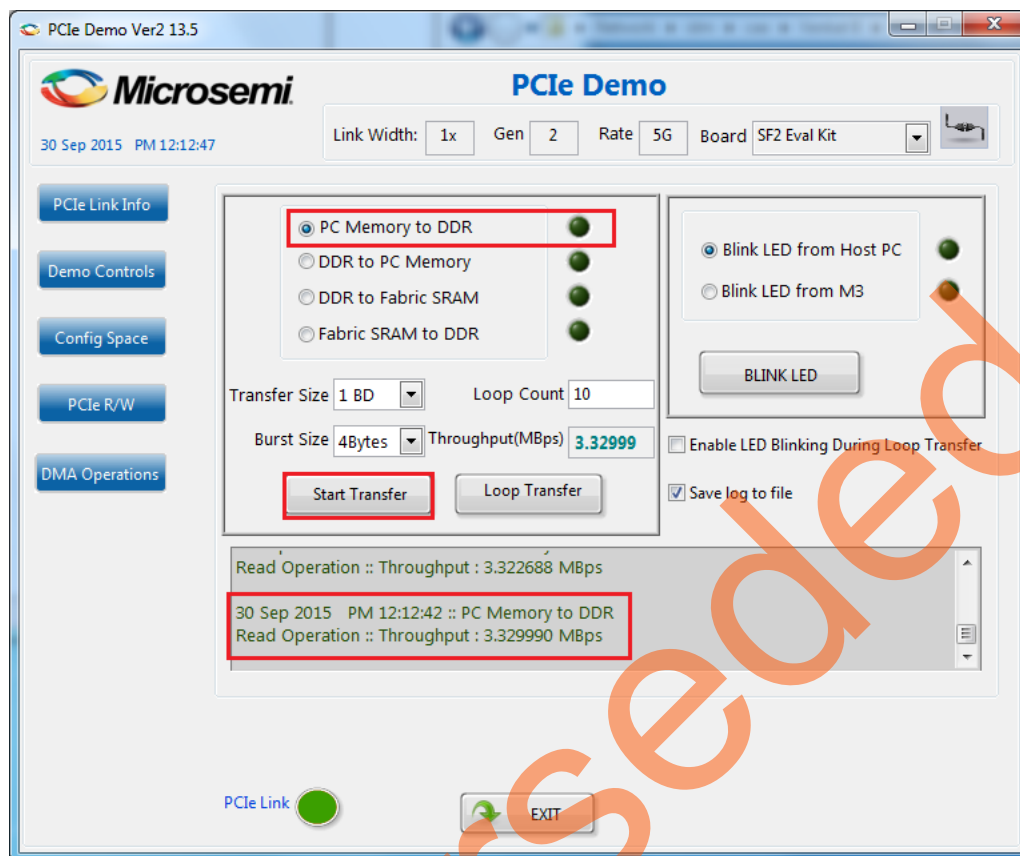 PCIe Demo Ver2 13.5
Microsemi.
PCIe Demo
30 Sep 2015 PM 12:12:47
Link Width: 1x Gen 2 Rate 5G Board SF2 Eval Kit
PCIe Link Info
Demo Controls
Config Space
PCIe R/W
DMA Operations
PC Memory to DDR
DDR to PC Memory
DDR to Fabric SRAM
Fabric SRAM to DDR
Transfer Size 1 BD Loop Count 10
Burst Size 4Bytes Throughput(MBps) 3.32999
Start Transfer Loop Transfer
Blink LED from Host PC
Blink LED from M3
BLINK LED
Enable LED Blinking During Loop Transfer
Save log to file
Read Operation :: Throughput : 3.322688 MBps
30 Sep 2015 PM 12:12:42 :: PC Memory to DDR
Read Operation :: Throughput : 3.329990 MBps
PCIe Link
EXIT
seded